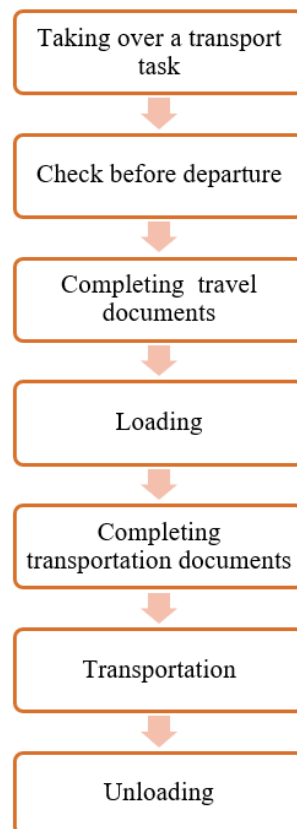 Taking over a transport
task
Check before departure
Completing travel
documents
Loading
Completing
transportation documents
Transportation
Unloading